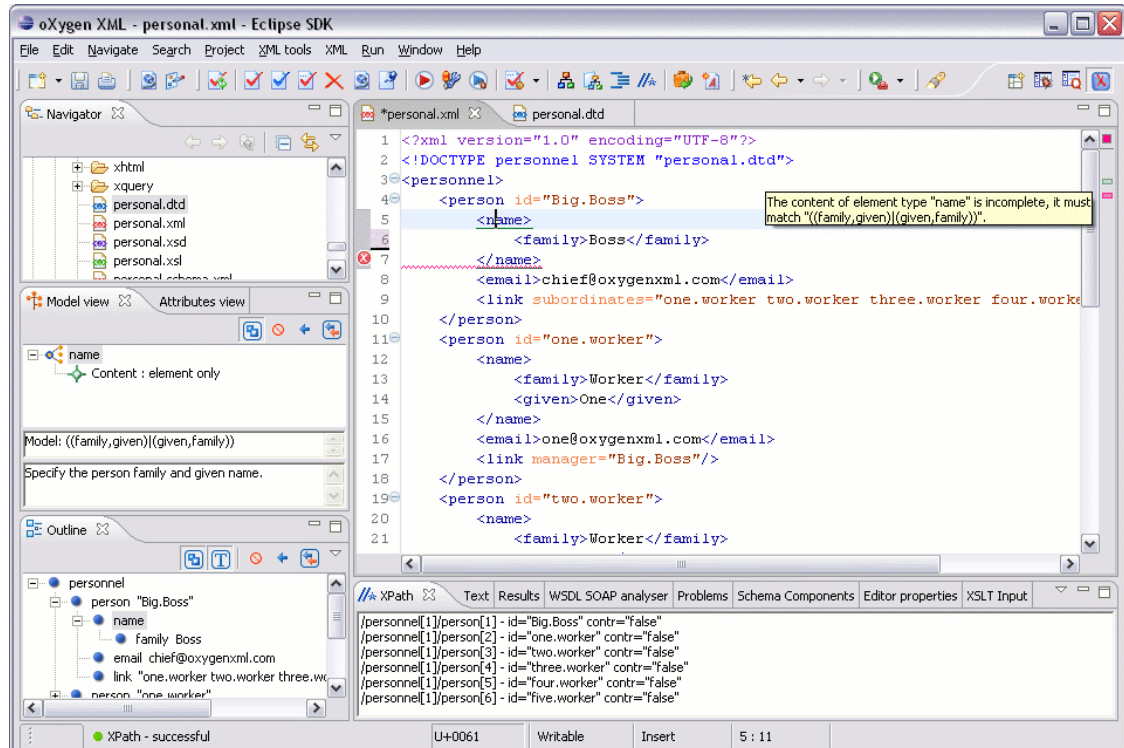 oXygen XML - personal.xml - Eclipse SDK
File Edit Navigate Search Project XML tools XML Run Window Help
Navigator
xhtml
xquery
personal.dtd
personal.xml
personal.xsd
personal.xsl
personal-schema.xml
Model view Attributes view
name
Content : element only
Model: ((family,given)|(given,family))
Specify the person family and given name.
Outline
personnel
person "Big.Boss"
name
family Boss
email chief@oxygenxml.com
link "one.worker two.worker three.wo
person "one.worker"
*personal.xml personal.dtd
1 <?xml version="1.0" encoding="UTF-8"?>
2 <!DOCTYPE personnel SYSTEM "personal.dtd">
3 <personnel>
4 <person id="Big.Boss">
5 <name>
6 <family>Boss</family>
7 </name>
8 <email>chief@oxygenxml.com</email>
9 <link subordinates="one.worker two.worker three.worker four.worke
10 </person>
11 <person id="one.worker">
12 <name>
13 <family>Worker</family>
14 <given>One</given>
15 </name>
16 <email>one@oxygenxml.com</email>
17 <link manager="Big.Boss"/>
18 </person>
19 <person id="two.worker">
20 <name>
21 <family>Worker</family>
The content of element type "name" is incomplete, it must
match "((family,given)|(given,family))".
XPath Text Results WSDL SOAP analyser Problems Schema Components Editor properties XSLT Input
/personnel[1]/person[1] - id="Big.Boss" contr="false"
/personnel[1]/person[2] - id="one.worker" contr="false"
/personnel[1]/person[3] - id="two.worker" contr="false"
/personnel[1]/person[4] - id="three.worker" contr="false"
/personnel[1]/person[5] - id="four.worker" contr="false"
/personnel[1]/person[6] - id="five.worker" contr="false"
XPath - successful U+0061 Writable Insert 5 : 11